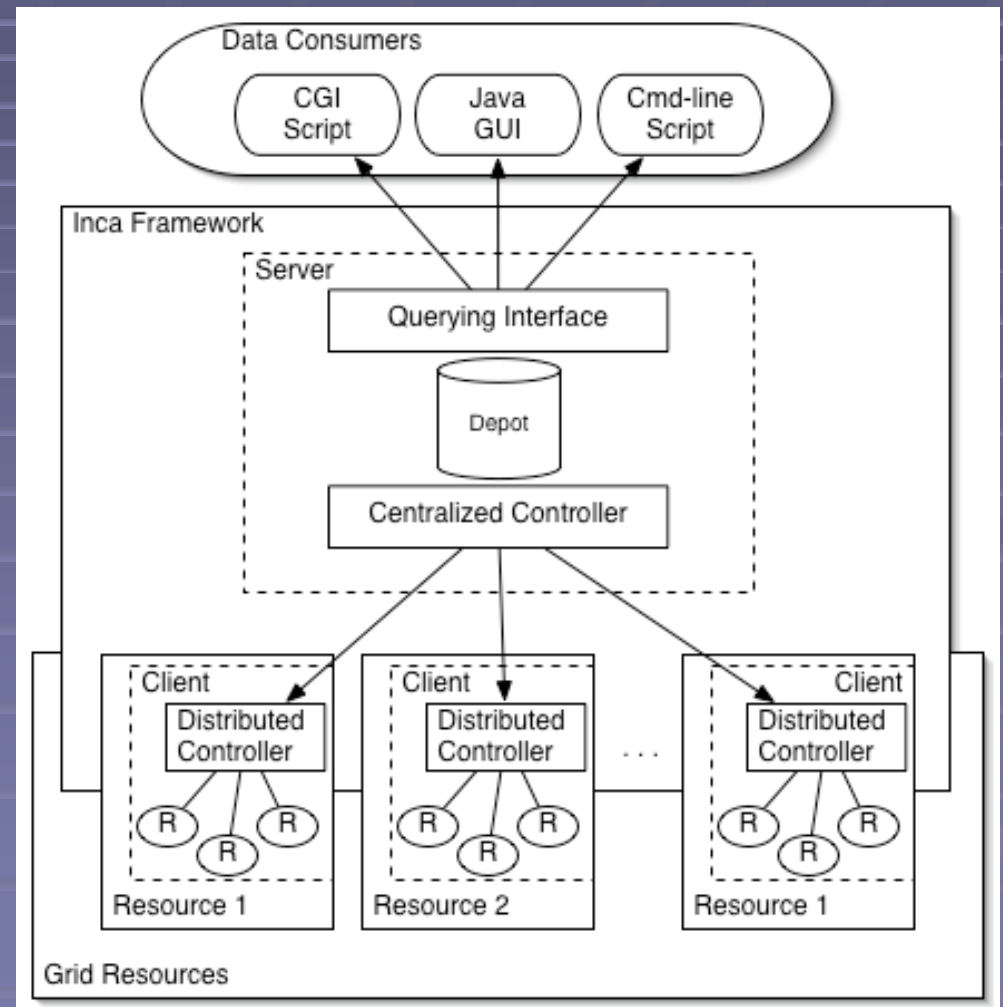 Data Consumers
CGI
Script
Java
GUI
Cmd-line
Script
Inca Framework
Server
Querying Interface
Depot
Centralized Controller
Client
Distributed
Controller
R
R
R
Resource 1
Client
Distributed
Controller
R
R
R
Resource 2
. . .
Client
Distributed
Controller
R
R
R
Resource 1
Grid Resources